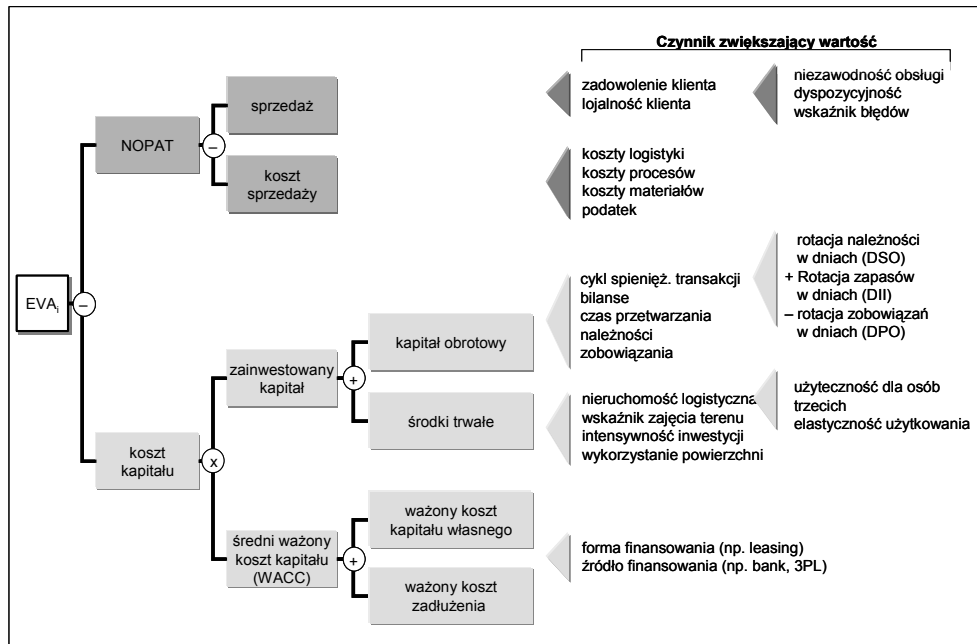 Czynnik zwiększający wartość
sprzedaż
zadowolenie klienta
lojalność klienta
niezawodność obsługi
dyspozycyjność
wskaźnik błędów
NOPAT
–
koszt
sprzedaży
koszty logistyki
koszty procesów
koszty materiałów
podatek
EVAi
–
rotacja należności
w dniach (DSO)
+ Rotacja zapasów
w dniach (DII)
– rotacja zobowiązań
w dniach (DPO)
cykl spienięż. transakcji
bilanse
czas przetwarzania
należności
zobowiązania
kapitał obrotowy
zainwestowany
kapitał
+
środki trwałe
nieruchomość logistyczna
wskaźnik zajęcia terenu
intensywność inwestycji
wykorzystanie powierzchni
użyteczność dla osób
trzecich
elastyczność użytkowania
koszt
kapitału
x
ważony koszt
kapitału własnego
średni ważony
koszt kapitału
(WACC)
+
forma finansowania (np. leasing)
źródło finansowania (np. bank, 3PL)
ważony koszt
zadłużenia